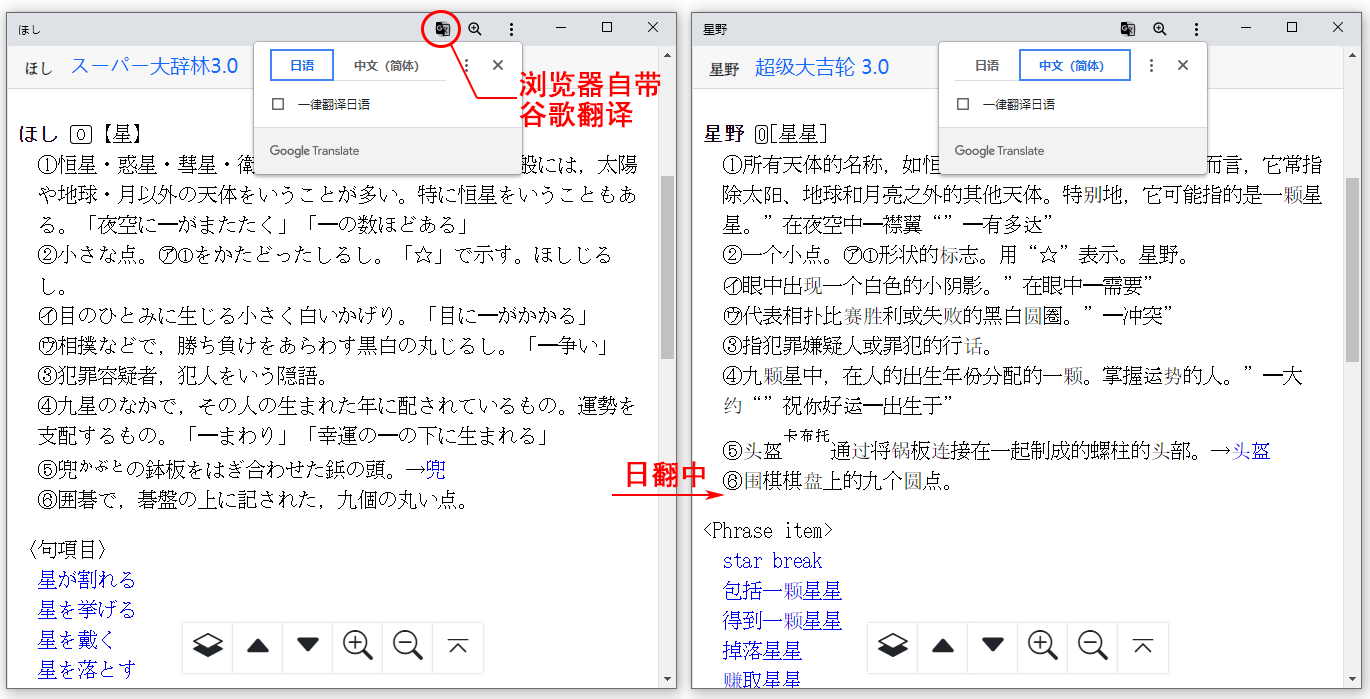 ほし
ほし スーパー大辞林3.0
日语 中文（简体）
一律翻译日语
Google Translate
浏览器自带
谷歌翻译
ほし 0【星】
①恒星・惑星・彗星・衛 般には，太陽
や地球・月以外の天体をいうことが多い。特に恒星をいうこともあ
る。「夜空に―がまたたく」「―の数ほどある」
②小さな点。㋐①をかたどったしるし。「☆」で示す。ほしじる
し。
㋑目のひとみに生じる小さく白いかげり。「目に―がかかる」
㋒相撲などで，勝ち負けをあらわす黒白の丸じるし。「―争い」
③犯罪容疑者，犯人をいう隠語。
④九星のなかで，その人の生まれた年に配されているもの。運勢を
支配するもの。「―まわり」「幸運の―の下に生まれる」
⑤兜かぶとの鉢板をはぎ合わせた鋲の頭。→兜
⑥囲碁で，碁盤の上に記された，九個の丸い点。
〈句項目〉
星が割れる
星を挙げる
星を戴く
星を落とす
日翻中
星野
星野 超级大吉轮 3.0
日语 中文（简体）
一律翻译日语
Google Translate
星野 0[星星]
①所有天体的名称，如恒 而言，它常指
除太阳、地球和月亮之外的其他天体。特别地，它可能指的是一颗星
星。”在夜空中一襟翼“”一有多达”
②一个小点。㋐①形状的标志。用“☆”表示。星野。
㋑眼中出现一个白色的小阴影。”在眼中一需要”
㋒代表相扑比赛胜利或失败的黑白圆圈。”一冲突”
③指犯罪嫌疑人或罪犯的行话。
④九颗星中，在人的出生年份分配的一颗。掌握运势的人。”一大
约“”祝你好运一出生于”
⑤头盔卡布托通过将锅板连接在一起制成的螺柱的头部。→头盔
⑥围棋棋盘上的九个圆点。
<Phrase item>
star break
包括一颗星星
得到一颗星星
掉落星星
赚取星星